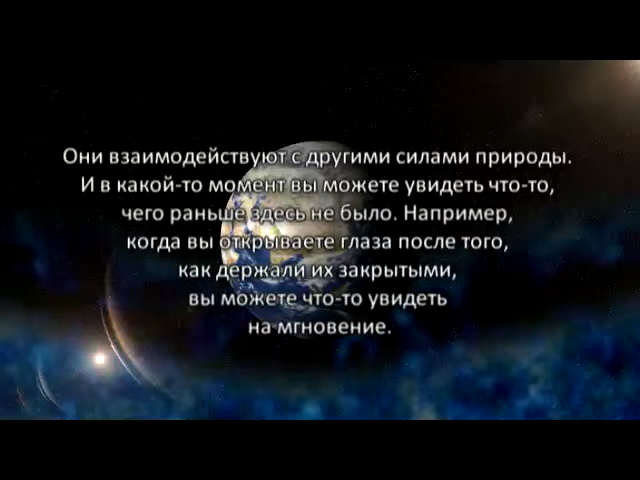 Они взаимодействуют с другими силами природы.
И в какой-то момент вы можете увидеть что-то,
чего раньше здесь не было. Например,
когда вы открываете глаза после того,
как держали их закрытыми,
вы можете что-то увидеть
на мгновение.